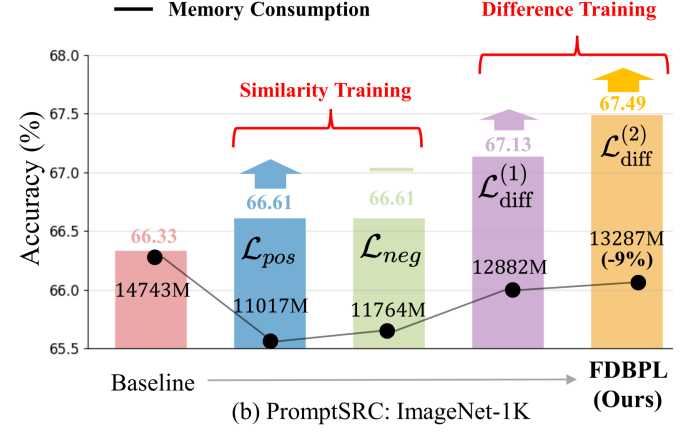 Memory Consumption
Difference Training
Similarity Training
Accuracy (%)
68.0
67.5
67.0
66.5
66.0
65.5
66.33
66.61
66.61
67.13
67.49
ℒpos
ℒneg
ℒ(1)diff
ℒ(2)diff
14743M
11017M
11764M
12882M
13287M
(-9%)
Baseline
FDBPL
(Ours)
(b) PromptSRC: ImageNet-1K